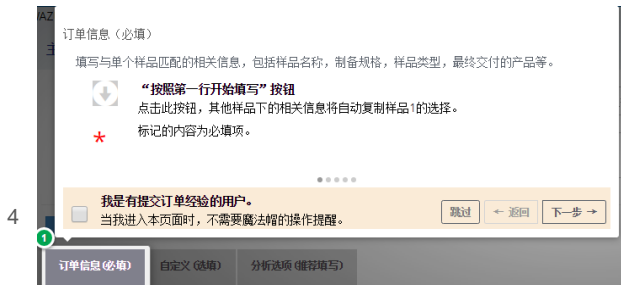 AZ
订单信息（必填）
填写与单个样品匹配的相关信息，包括样品名称，制备规格，样品类型，最终交付的产品等。
“按照第一行开始填写”按钮
点击此按钮，其他样品下的相关信息将自动复制样品1的选择。
* 标记的内容为必填项。
我是有提交订单经验的用户。
当我进入本页面时，不需要魔法帽的操作提醒。
跳过 ← 返回 下一步 →
4
1
订单信息(必填) 自定义(选填) 分析选项(推荐填写)